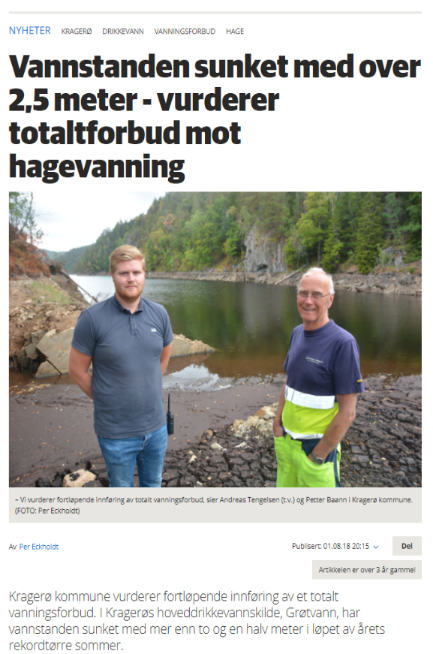 NYHETER KRAGERØ DRIKKEVANN VANNINGSFORBUD HAGE
Vannstanden sunket med over
2,5 meter - vurderer
totaltforbud mot
hagevanning
– Vi vurderer fortløpende innføring av totalt vanningsforbud, sier Andreas Tengelsen (t.v.) og Petter Baann i Kragerø kommune.
(FOTO: Per Eckholdt)
Av Per Eckholdt
Publisert: 01.08.18 20:15
Del
Artikkelen er over 3 år gammel
Kragerø kommune vurderer fortløpende innføring av et totalt
vanningsforbud. I Kragerøs hoveddrikkevannskilde, Grøtvann, har
vannstanden sunket med mer enn to og en halv meter i løpet av årets
rekordtørre sommer.